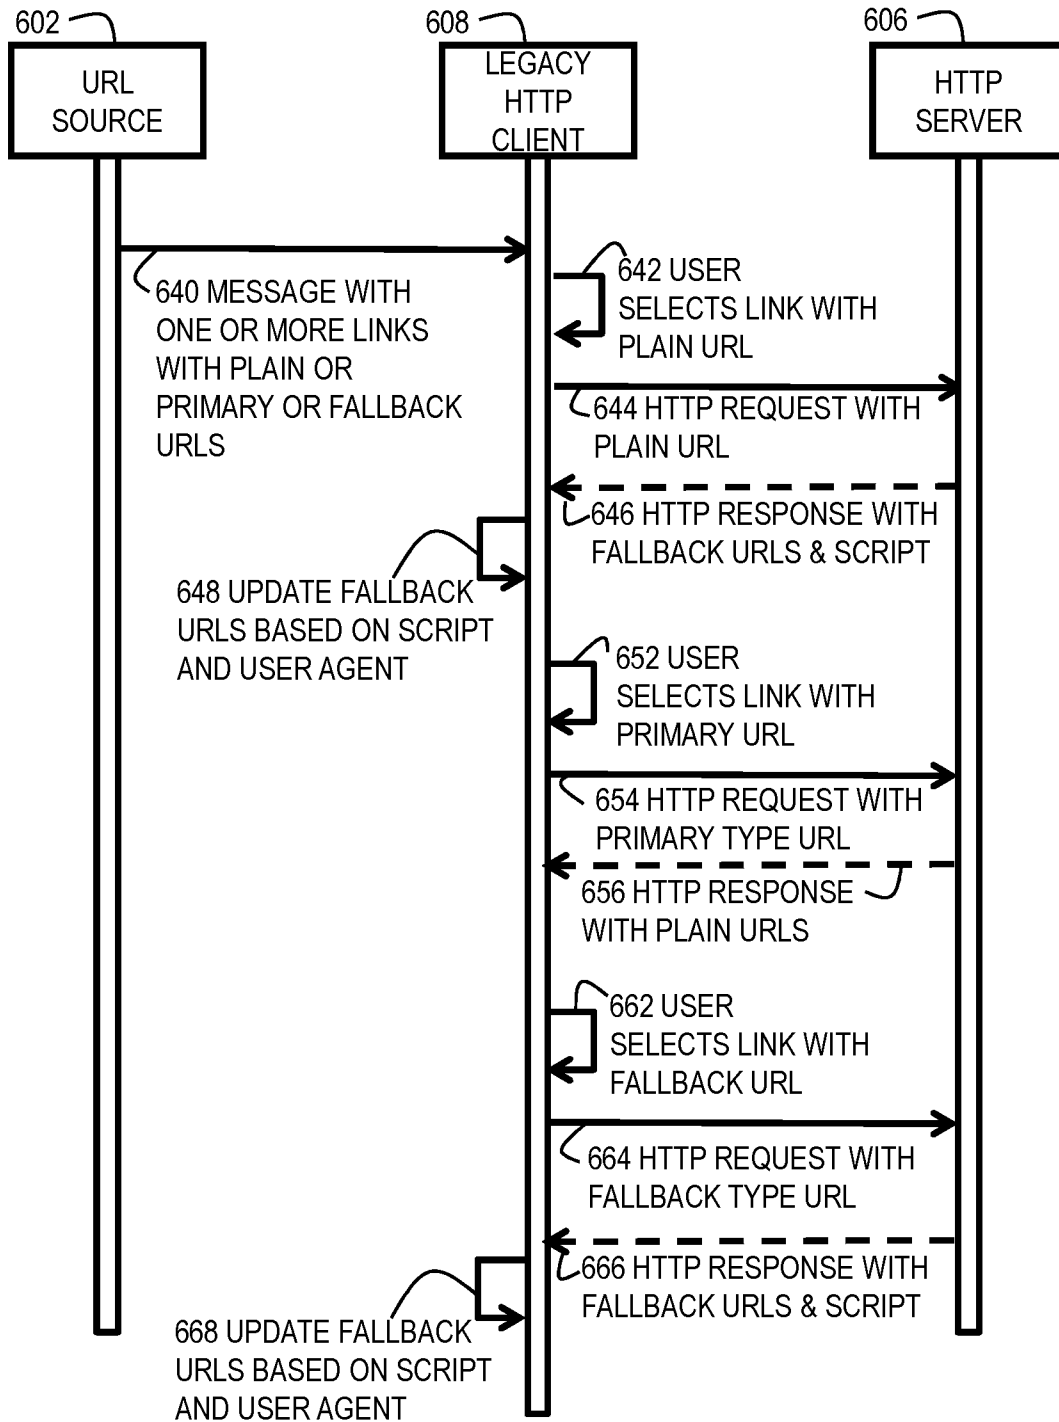 602
608
606
URL
SOURCE
LEGACY
HTTP
CLIENT
HTTP
SERVER
640 MESSAGE WITH
ONE OR MORE LINKS
WITH PLAIN OR
PRIMARY OR FALLBACK
URLS
642 USER
SELECTS LINK WITH
PLAIN URL
644 HTTP REQUEST WITH
PLAIN URL
646 HTTP RESPONSE WITH
FALLBACK URLS & SCRIPT
648 UPDATE FALLBACK
URLS BASED ON SCRIPT
AND USER AGENT
652 USER
SELECTS LINK WITH
PRIMARY URL
654 HTTP REQUEST WITH
PRIMARY TYPE URL
656 HTTP RESPONSE
WITH PLAIN URLS
662 USER
SELECTS LINK WITH
FALLBACK URL
664 HTTP REQUEST WITH
FALLBACK TYPE URL
666 HTTP RESPONSE WITH
FALLBACK URLS & SCRIPT
668 UPDATE FALLBACK
URLS BASED ON SCRIPT
AND USER AGENT